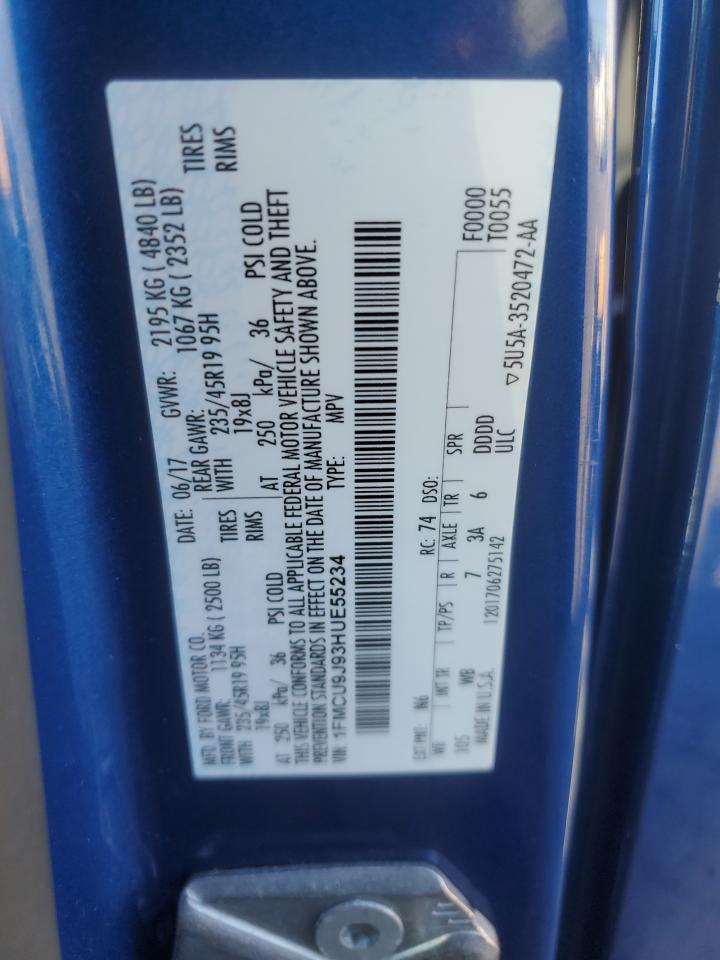 MFD. BY FORD MOTOR CO.
DATE: 06/17 GVWR: 2195 KG ( 4840 LB)
FRONT GAWR: 1134 KG ( 2500 LB) REAR GAWR: 1067 KG ( 2352 LB)
WITH 235/45R19 95H TIRES WITH 235/45R19 95H TIRES
19x8J RIMS 19x8J RIMS
AT 250 kPa/ 36 PSI COLD AT 250 kPa/ 36 PSI COLD
THIS VEHICLE CONFORMS TO ALL APPLICABLE FEDERAL MOTOR VEHICLE SAFETY AND THEFT
PREVENTION STANDARDS IN EFFECT ON THE DATE OF MANUFACTURE SHOWN ABOVE.
VIN: 1FMCU9J93HUE55234 TYPE: MPV
EXT PNT: N6 RC: 74 DSO: F0000
WB INT TR TP/PS R AXLE TR SPR T0055
1105 WB 7 3A 6 DDDD
MADE IN U.S.A. 1201706275142 ULC ▽5U5A-3520472-AA